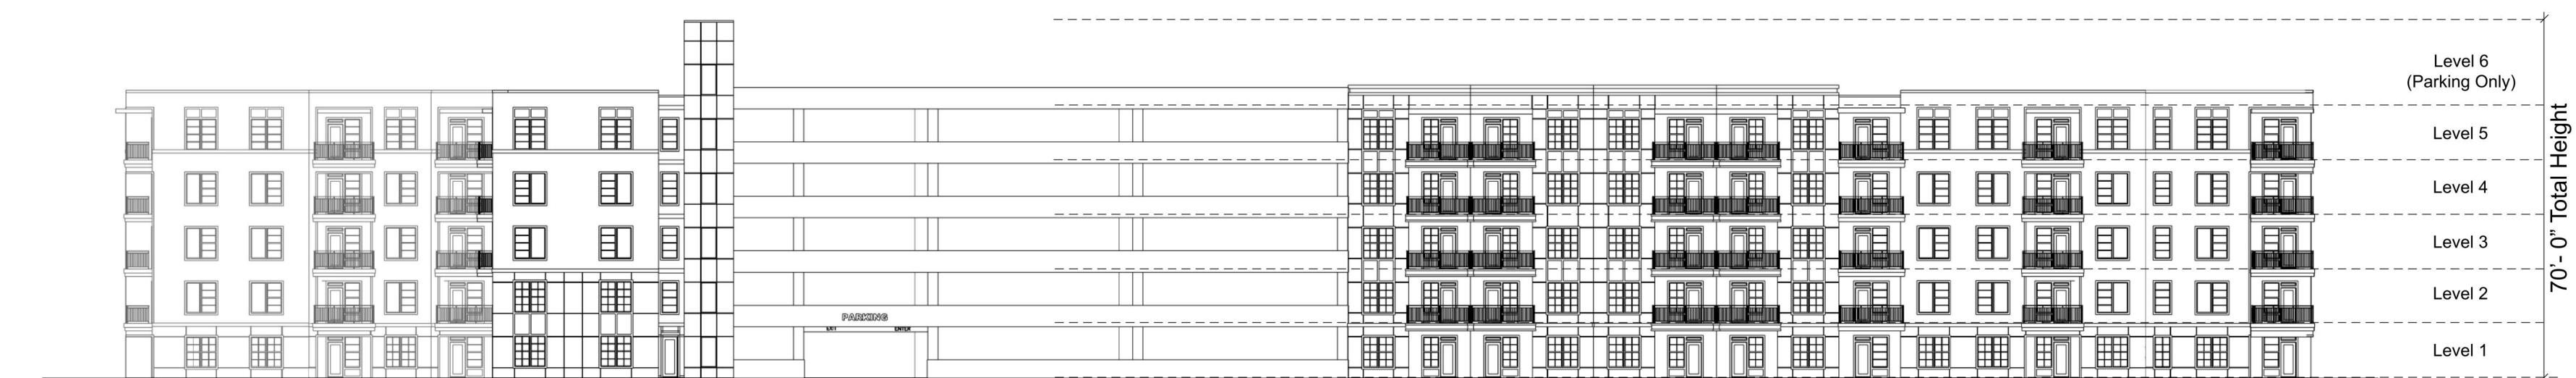 Level 6
(Parking Only)
Level 5
Level 4
Level 3
Level 2
Level 1
70'- 0" Total Height
PARKING
EXIT
ENTER